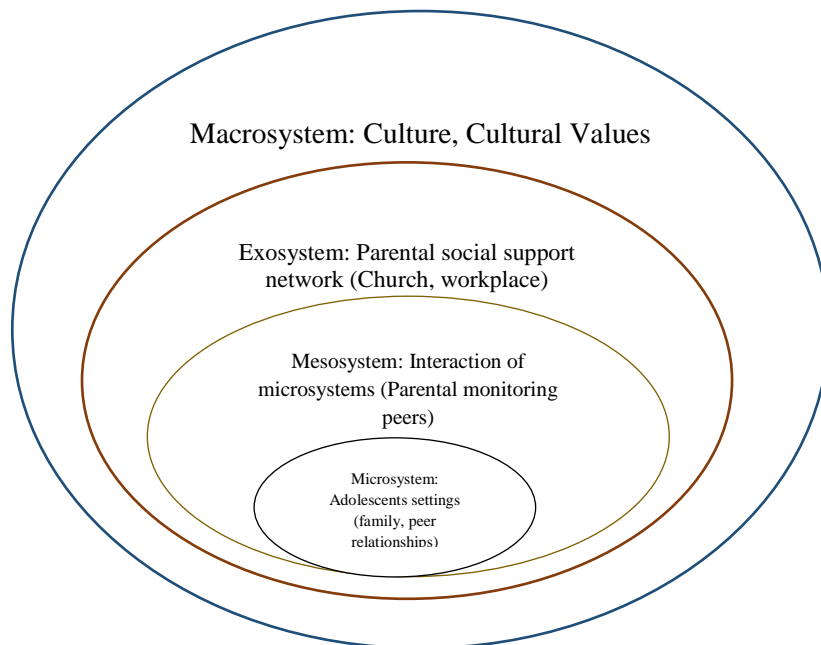 Macrosystem: Culture, Cultural Values
Exosystem: Parental social support
network (Church, workplace)
Mesosystem: Interaction of
microsystems (Parental monitoring
peers)
Microsystem:
Adolescents settings
(family, peer
relationships)